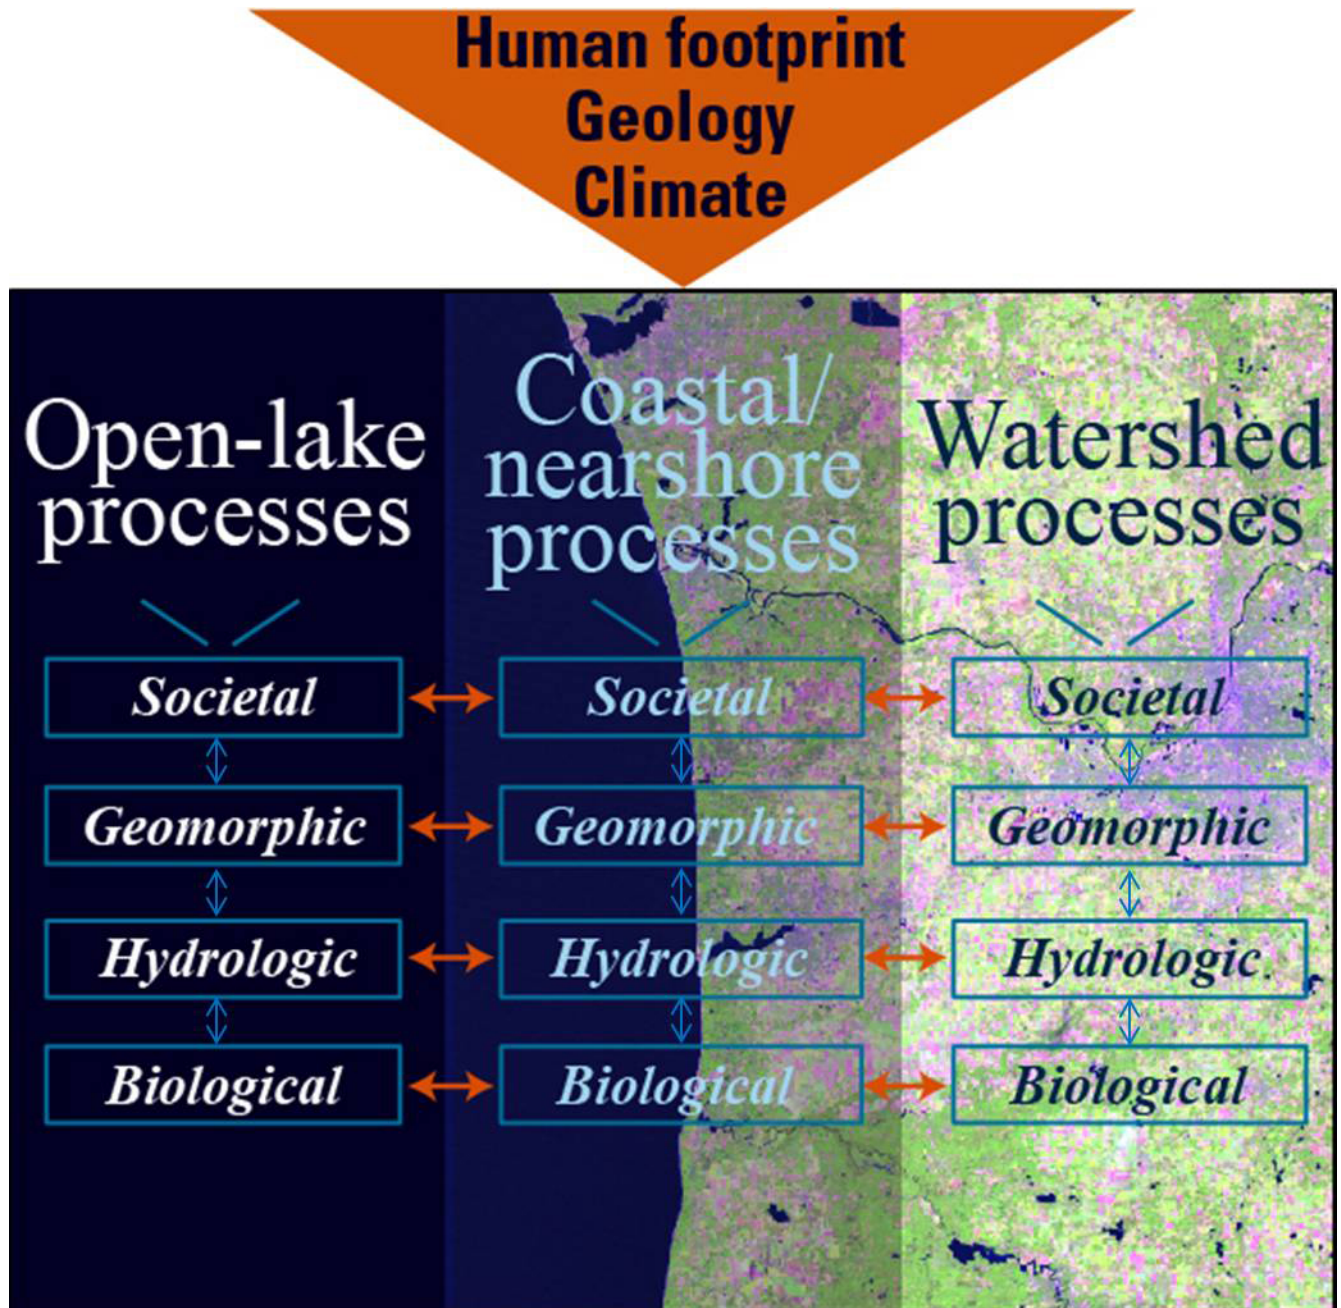 Human footprint
Geology
Climate
Open-lake
processes
Coastal/
nearshore
processes
Watershed
processes
Societal
Societal
Societal
Geomorphic
Geomorphic
Geomorphic
Hydrologic
Hydrologic
Hydrologic
Biological
Biological
Biological